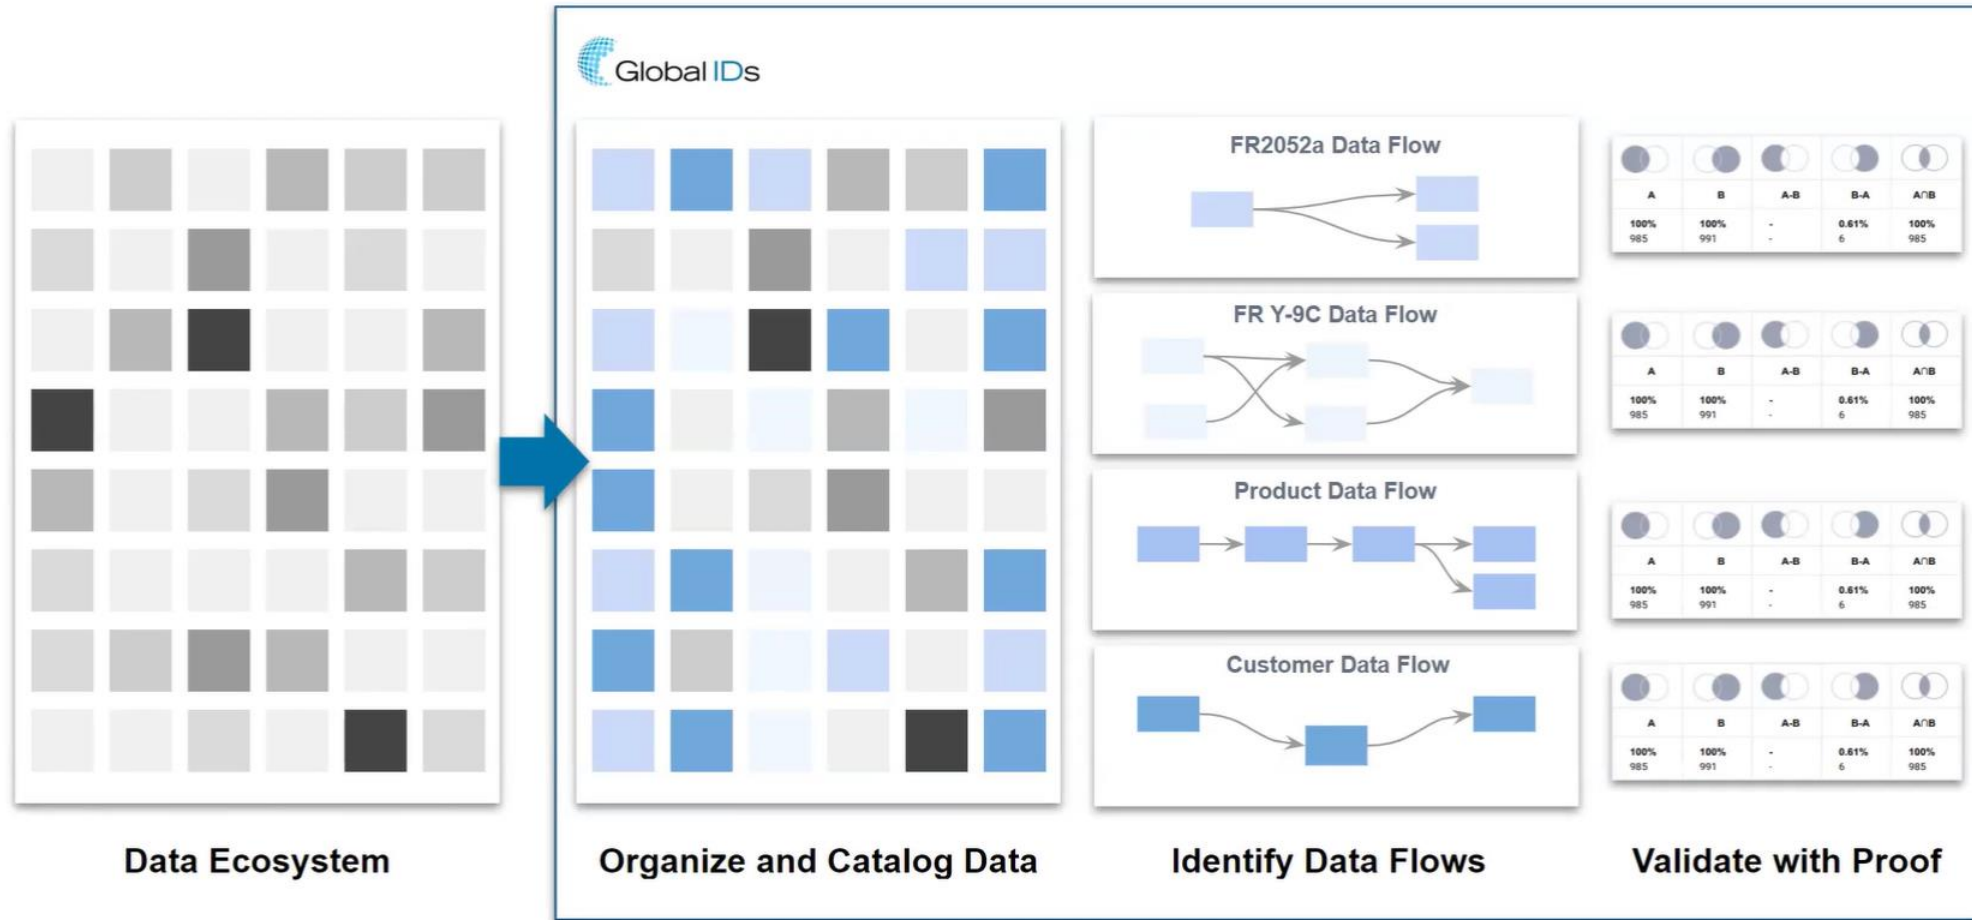 Global IDs
FR2052a Data Flow
A B A-B B-A A∩B
100% 100% - 0.61% 100%
985 991 - 6 985
FR Y-9C Data Flow
A B A-B B-A A∩B
100% 100% - 0.61% 100%
985 991 - 6 985
Product Data Flow
A B A-B B-A A∩B
100% 100% - 0.61% 100%
985 991 - 6 985
Customer Data Flow
A B A-B B-A A∩B
100% 100% - 0.61% 100%
985 991 - 6 985
Data Ecosystem
Organize and Catalog Data
Identify Data Flows
Validate with Proof